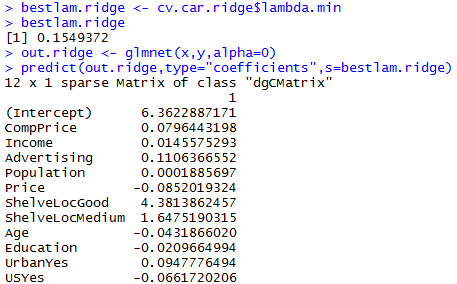 > bestlam.ridge <- cv.car.ridge$lambda.min
> bestlam.ridge
[1] 0.1549372
> out.ridge <- glmnet(x,y,alpha=0)
> predict(out.ridge,type="coefficients",s=bestlam.ridge)
12 x 1 sparse Matrix of class "dgCMatrix"
1
(Intercept) 6.3622887171
CompPrice 0.0796443198
Income 0.0145575293
Advertising 0.1106366552
Population 0.0001885697
Price -0.0852019324
ShelveLocGood 4.3813862457
ShelveLocMedium 1.6475190315
Age -0.0431866020
Education -0.0209664994
UrbanYes 0.0947776494
USYes -0.0661720206